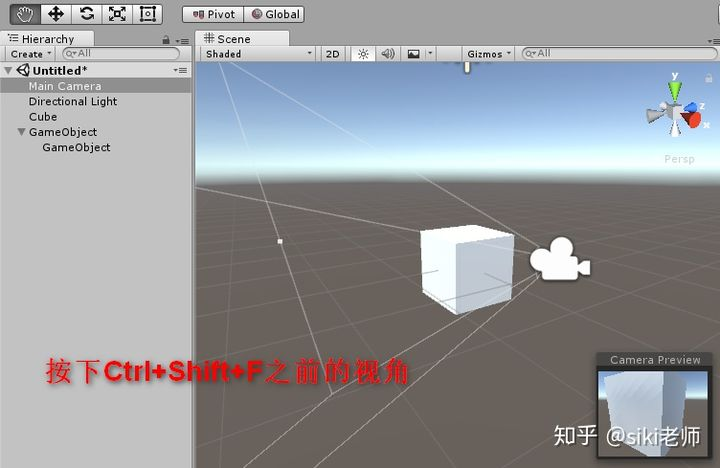 Pivot Global
Hierarchy
Create All
Untitled*
Main Camera
Directional Light
Cube
GameObject
GameObject
Scene
Shaded 2D Gizmos All
y
z
x
Persp
按下Ctrl+Shift+F之前的视角
Camera Preview
知乎 @siki老师